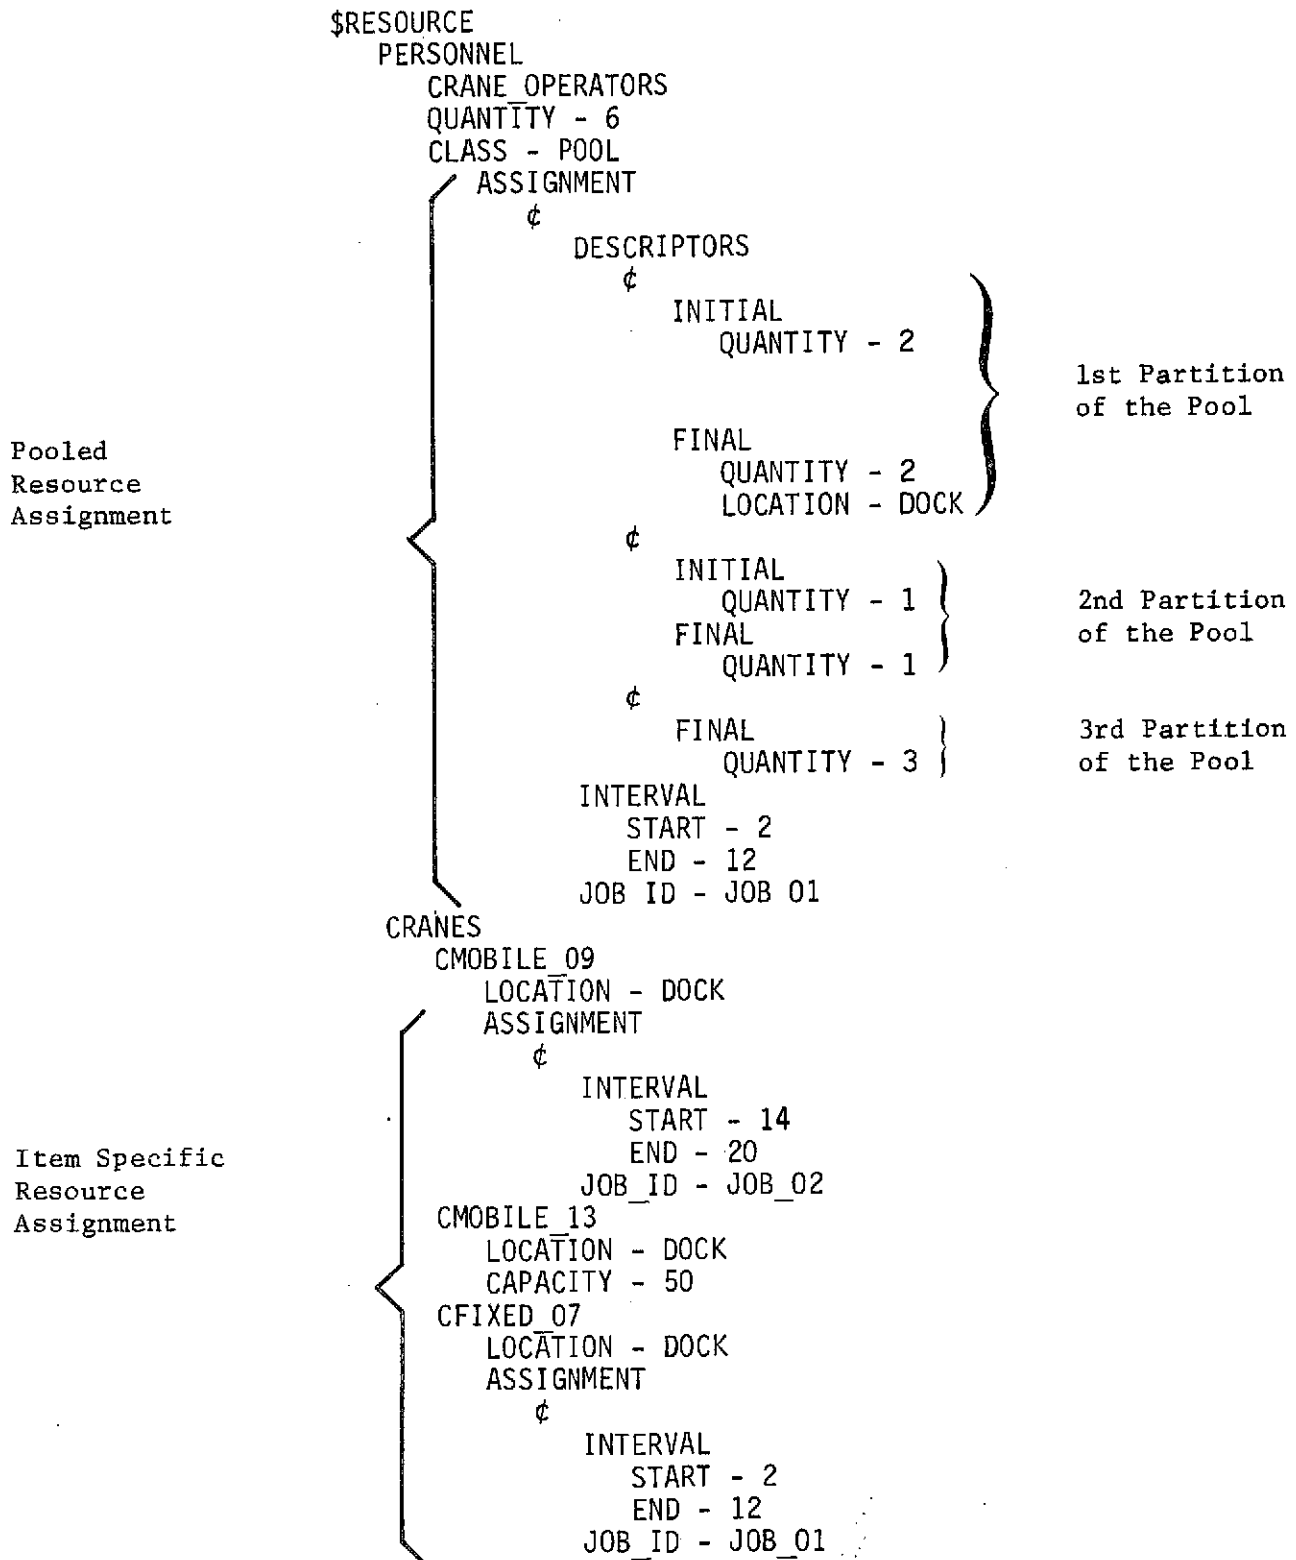 $RESOURCE
PERSONNEL
CRANE_OPERATORS
QUANTITY - 6
CLASS - POOL
ASSIGNMENT
¢
DESCRIPTORS
¢
INITIAL
QUANTITY - 2
1st Partition
of the Pool
FINAL
QUANTITY - 2
LOCATION - DOCK
Pooled
Resource
Assignment
¢
INITIAL
QUANTITY - 1
FINAL
QUANTITY - 1
2nd Partition
of the Pool
¢
FINAL
QUANTITY - 3
3rd Partition
of the Pool
INTERVAL
START - 2
END - 12
JOB ID - JOB 01
CRANES
CMOBILE_09
LOCATION - DOCK
ASSIGNMENT
¢
INTERVAL
START - 14
END - 20
JOB_ID - JOB_02
Item Specific
Resource
Assignment
CMOBILE_13
LOCATION - DOCK
CAPACITY - 50
CFIXED_07
LOCATION - DOCK
ASSIGNMENT
¢
INTERVAL
START - 2
END - 12
JOB_ID - JOB_01